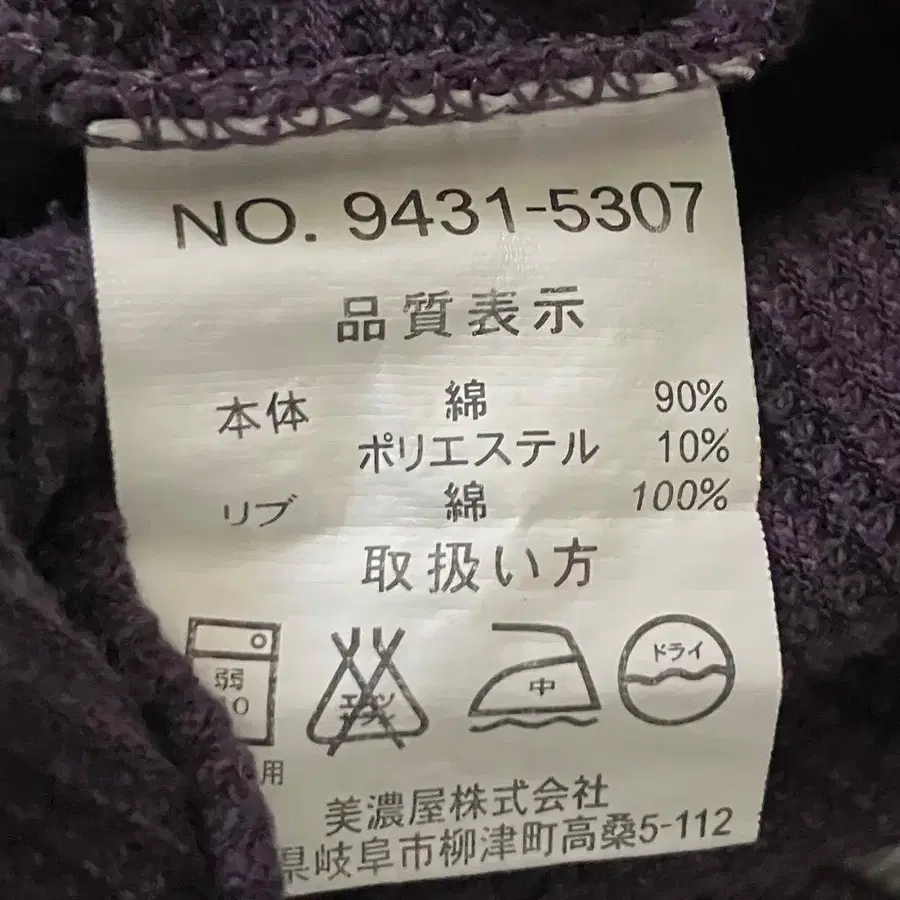 NO. 9431-5307
品質表示
本体 綿 90%
ポリエステル 10%
リブ 綿 100%
取扱い方
弱
中
ドライ
用
美濃屋株式会社
県岐阜市柳津町高桑5-112